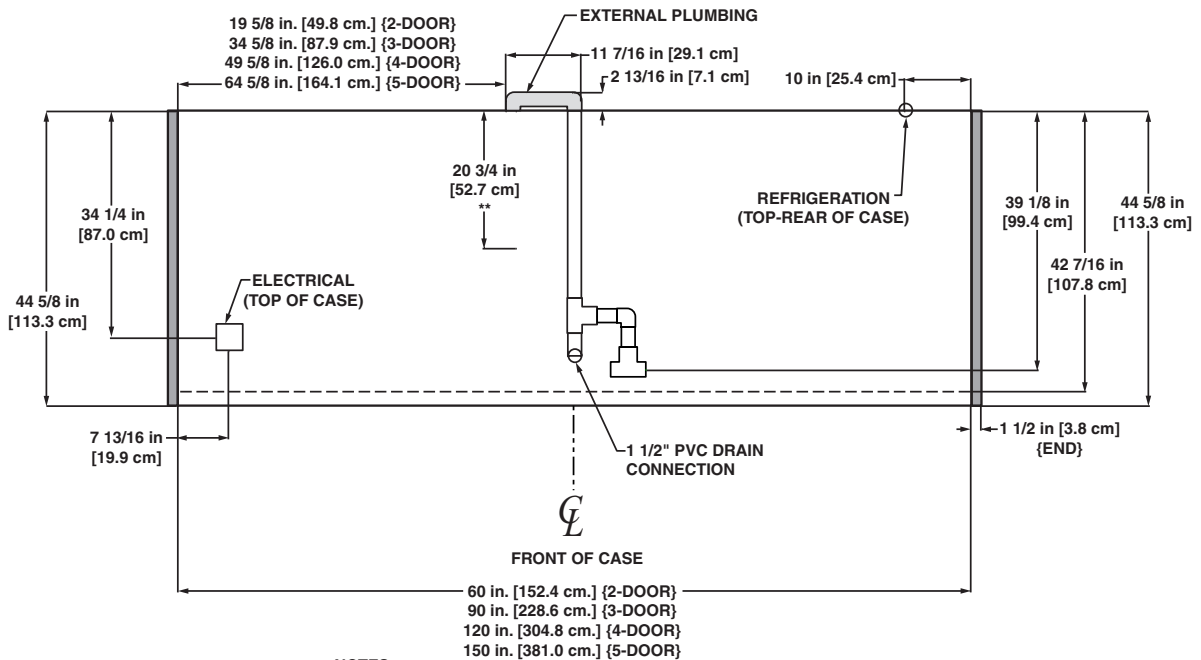 19 5/8 in. [49.8 cm.] {2-DOOR}
34 5/8 in. [87.9 cm.] {3-DOOR}
49 5/8 in. [126.0 cm.] {4-DOOR}
64 5/8 in. [164.1 cm.] {5-DOOR}
EXTERNAL PLUMBING
11 7/16 in [29.1 cm]
2 13/16 in [7.1 cm]
10 in [25.4 cm]
20 3/4 in
[52.7 cm]
**
34 1/4 in
[87.0 cm]
REFRIGERATION
(TOP-REAR OF CASE)
39 1/8 in
[99.4 cm]
44 5/8 in
[113.3 cm]
42 7/16 in
[107.8 cm]
ELECTRICAL
(TOP OF CASE)
44 5/8 in
[113.3 cm]
7 13/16 in
[19.9 cm]
1 1/2" PVC DRAIN
CONNECTION
1 1/2 in [3.8 cm]
{END}
CL
FRONT OF CASE
60 in. [152.4 cm.] {2-DOOR}
90 in. [228.6 cm.] {3-DOOR}
120 in. [304.8 cm.] {4-DOOR}
150 in. [381.0 cm.] {5-DOOR}